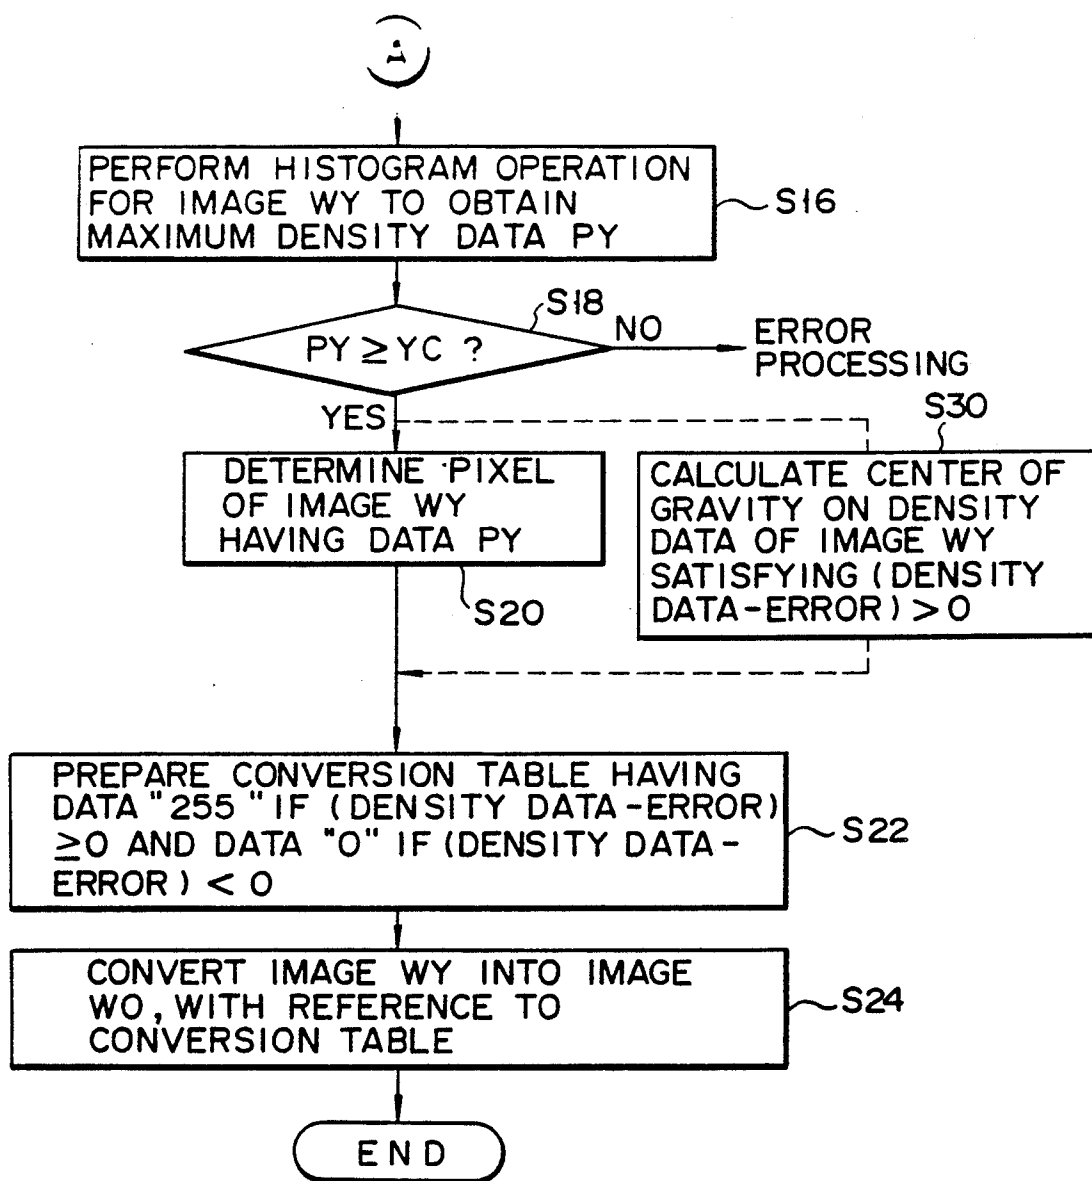 A
PERFORM HISTOGRAM OPERATION
FOR IMAGE WY TO OBTAIN
MAXIMUM DENSITY DATA PY
S16
S18
PY ≥ YC ?
NO
ERROR
PROCESSING
YES
S30
DETERMINE PIXEL
OF IMAGE WY
HAVING DATA PY
S20
CALCULATE CENTER OF
GRAVITY ON DENSITY
DATA OF IMAGE WY
SATISFYING (DENSITY
DATA-ERROR) > 0
PREPARE CONVERSION TABLE HAVING
DATA "255" IF (DENSITY DATA-ERROR)
≥0 AND DATA "0" IF (DENSITY DATA-
ERROR) < 0
S22
CONVERT IMAGE WY INTO IMAGE
WO, WITH REFERENCE TO
CONVERSION TABLE
S24
END